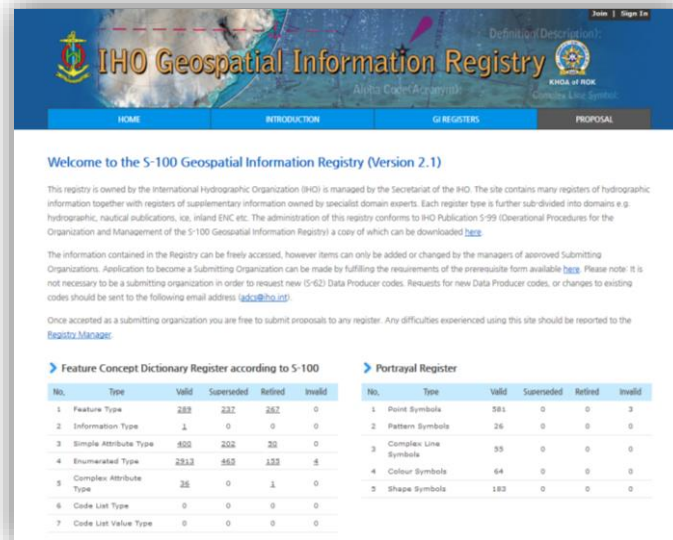 Join | Sign In
Definition(Description):
IHO Geospatial Information Registry
KHOA of ROK
Alpha Code(Acronym):
Complex Line Symbol:
HOME INTRODUCTION GI REGISTERS PROPOSAL
Welcome to the S-100 Geospatial Information Registry (Version 2.1)
This registry is owned by the International Hydrographic Organization (IHO) is managed by the Secretariat of the IHO. The site contains many registers of hydrographic
information together with registers of supplementary information owned by specialist domain experts. Each register type is further sub-divided into domains e.g.
hydrographic, nautical publications, ice, inland ENC etc. The administration of this registry conforms to IHO Publication S-99 (Operational Procedures for the
Organization and Management of the S-100 Geospatial Information Registry) a copy of which can be downloaded here.
The information contained in the Registry can be freely accessed, however items can only be added or changed by the managers of approved Submitting
Organizations. Application to become a Submitting Organization can be made by fulfilling the requirements of the prerequisite form available here. Please note: It is
not necessary to be a submitting organization in order to request new (S-62) Data Producer codes. Requests for new Data Producer codes, or changes to existing
codes should be sent to the following email address (adcs@iho.int).
Once accepted as a submitting organization you are free to submit proposals to any register. Any difficulties experienced using this site should be reported to the
Registry Manager.
Feature Concept Dictionary Register according to S-100
No. Type Valid Superseded Retired Invalid
1 Feature Type 289 237 267 0
2 Information Type 1 0 0 0
3 Simple Attribute Type 400 202 50 0
4 Enumerated Type 2913 465 155 4
5 Complex Attribute
Type 36 0 1 0
6 Code List Type 0 0 0 0
7 Code List Value Type 0 0 0 0
Portrayal Register
No. Type Valid Superseded Retired Invalid
1 Point Symbols 581 0 0 3
2 Pattern Symbols 26 0 0 0
3 Complex Line
Symbols 55 0 0 0
4 Colour Symbols 64 0 0 0
5 Shape Symbols 183 0 0 0